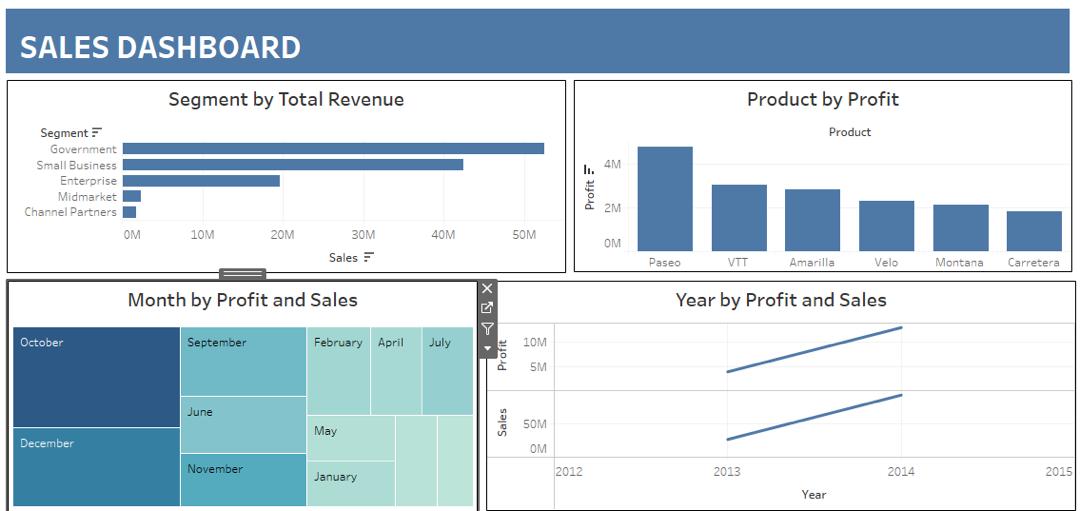 SALES DASHBOARD
Segment by Total Revenue
Segment
Government
Small Business
Enterprise
Midmarket
Channel Partners
0M 10M 20M 30M 40M 50M
Sales
Product by Profit
Product
Profit
4M
2M
0M
Paseo VTT Amarilla Velo Montana Carretera
Month by Profit and Sales
October
December
September
June
November
February April July
May
January
Year by Profit and Sales
Profit
10M
5M
Sales
50M
0M
2012 2013 2014 2015
Year